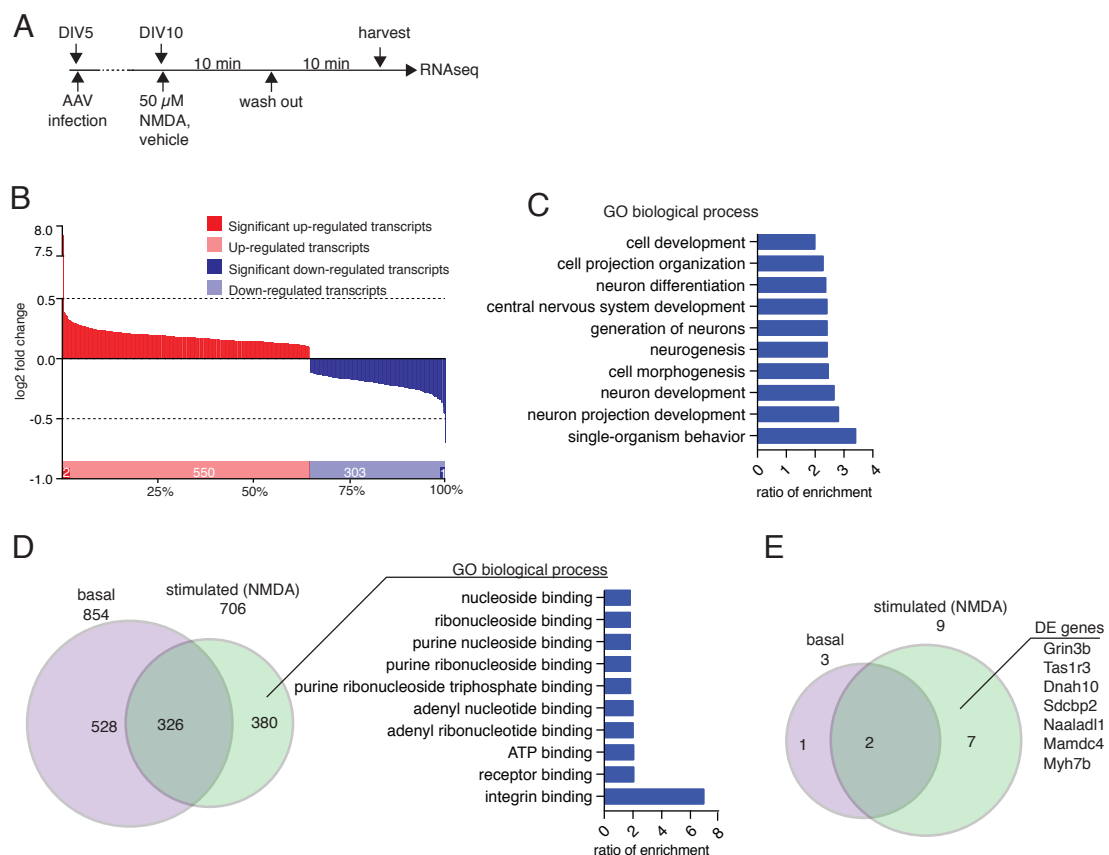 A
DIV5
DIV10
harvest
10 min
10 min
RNAseq
AAV
infection
50 µM
NMDA,
vehicle
wash out
B
8.0
7.5
0.5
0.0
-0.5
-1.0
log2 fold change
Significant up-regulated transcripts
Up-regulated transcripts
Significant down-regulated transcripts
Down-regulated transcripts
2
550
303
1
25%
50%
75%
100%
C
GO biological process
cell development
cell projection organization
neuron differentiation
central nervous system development
generation of neurons
neurogenesis
cell morphogenesis
neuron development
neuron projection development
single-organism behavior
0 1 2 3 4
ratio of enrichment
D
basal
854
stimulated (NMDA)
706
528
326
380
GO biological process
nucleoside binding
ribonucleoside binding
purine nucleoside binding
purine ribonucleoside binding
purine ribonucleoside triphosphate binding
adenyl nucleotide binding
adenyl ribonucleotide binding
ATP binding
receptor binding
integrin binding
0 2 4 6 8
ratio of enrichment
E
stimulated (NMDA)
9
basal
3
1
2
7
DE genes
Grin3b
Tas1r3
Dnah10
Sdcbp2
Naaladl1
Mamdc4
Myh7b